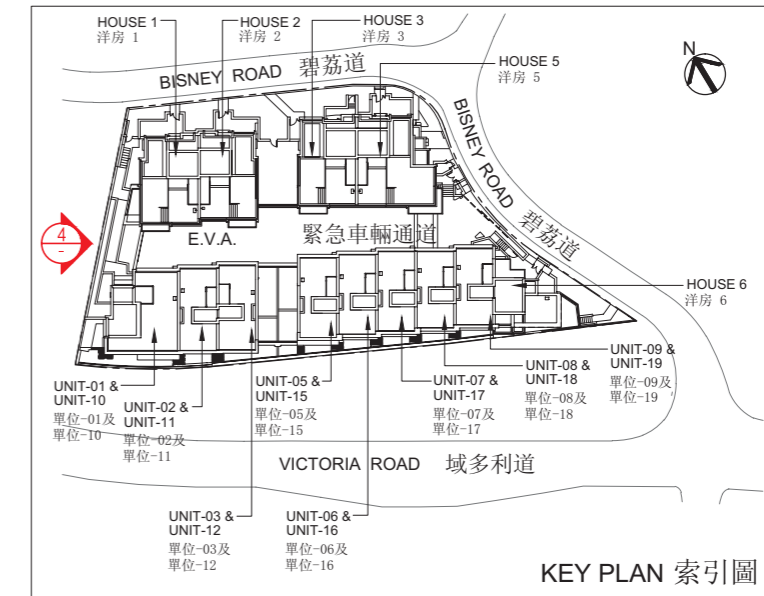 HOUSE 1
洋房 1
HOUSE 2
洋房 2
HOUSE 3
洋房 3
HOUSE 5
洋房 5
N
BISNEY ROAD 碧荔道
BISNEY ROAD 碧荔道
4
-
E.V.A. 緊急車輛通道
HOUSE 6
洋房 6
UNIT-01 &
UNIT-10
單位-01及
單位-10
UNIT-02 &
UNIT-11
單位-02及
單位-11
UNIT-05 &
UNIT-15
單位-05及
單位-15
UNIT-07 &
UNIT-17
單位-07及
單位-17
UNIT-08 &
UNIT-18
單位-08及
單位-18
UNIT-09 &
UNIT-19
單位-09及
單位-19
VICTORIA ROAD 域多利道
UNIT-03 &
UNIT-12
單位-03及
單位-12
UNIT-06 &
UNIT-16
單位-06及
單位-16
KEY PLAN 索引圖